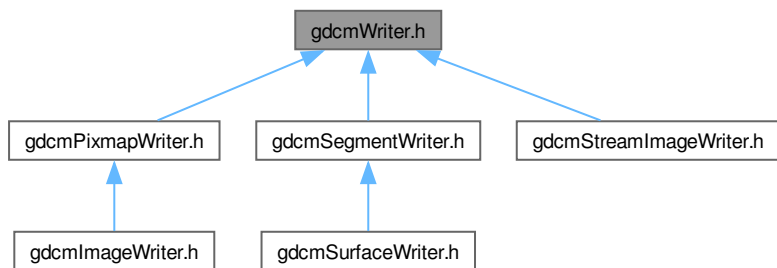 gdcmWriter.h
gdcmPixmapWriter.h
gdcmSegmentWriter.h
gdcmStreamImageWriter.h
gdcmImageWriter.h
gdcmSurfaceWriter.h